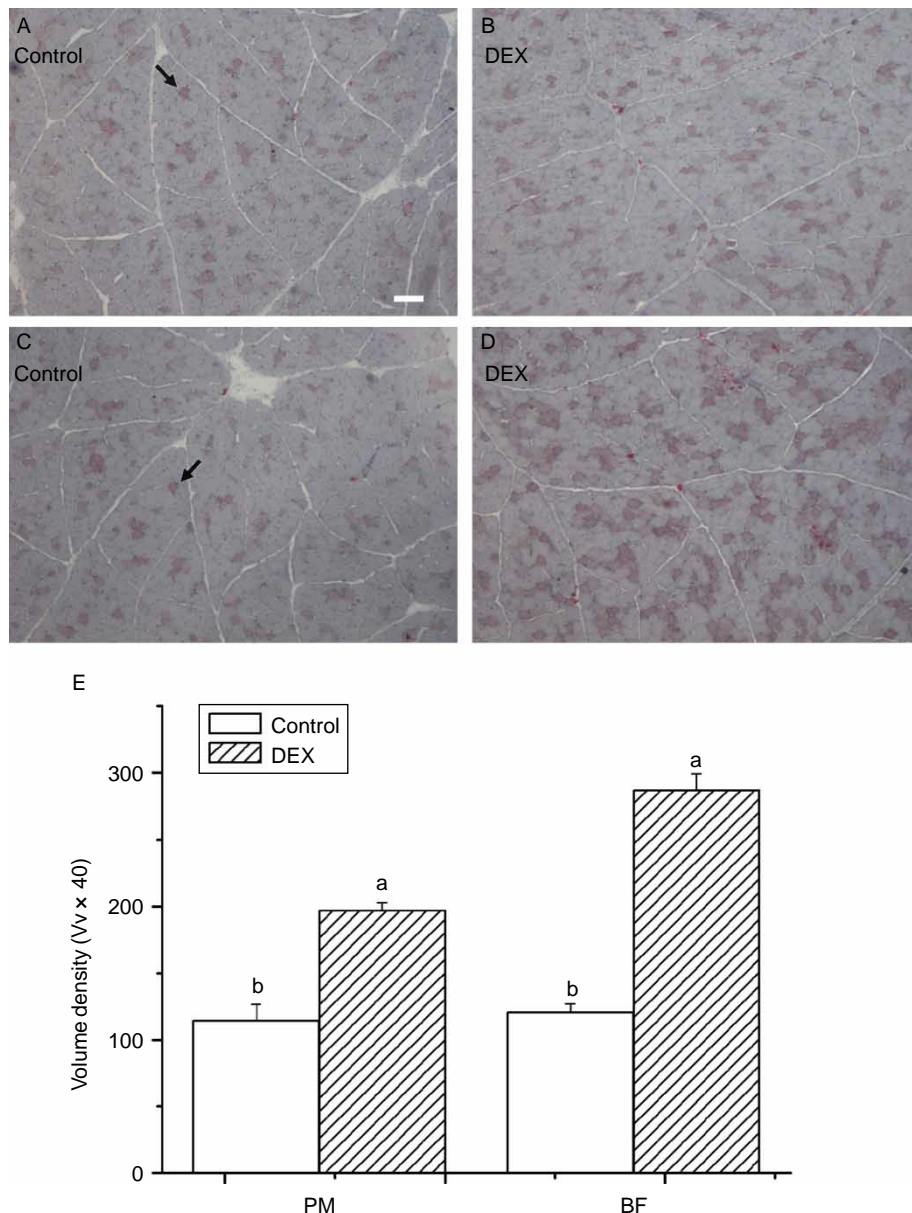 A
Control
B
DEX
C
Control
D
DEX
E
Control
DEX
Volume density (Vv × 40)
300
200
100
0
b
a
b
a
PM
BF